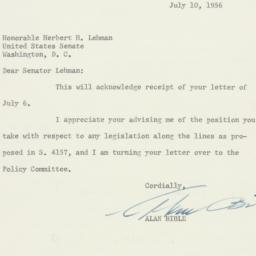 July 10, 1956
Honorable Herbert H. Lehman
United States Senate
Washington, D. C.
Dear Senator Lehman:
This will acknowledge receipt of your letter of
July 6.
I appreciate your advising me of the position you
take with respect to any legislation along the lines as pro-
posed in S. 4157, and I am turning your letter over to the
Policy Committee.
Cordially,
Alan Bible
ALAN BIBLE